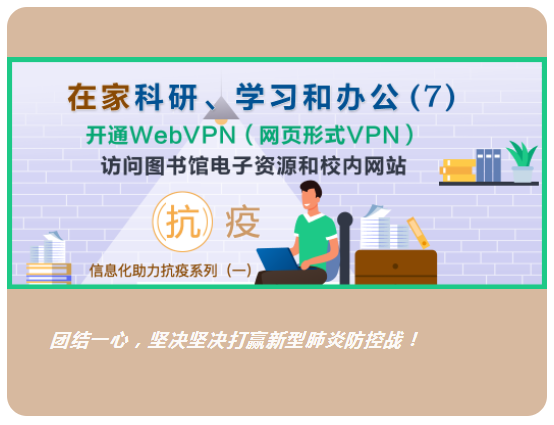 在家科研、学习和办公(7)
开通WebVPN（网页形式VPN）
访问图书馆电子资源和校内网站
抗疫
信息化助力抗疫系列（一）
团结一心，坚决坚决打赢新型肺炎防控战！